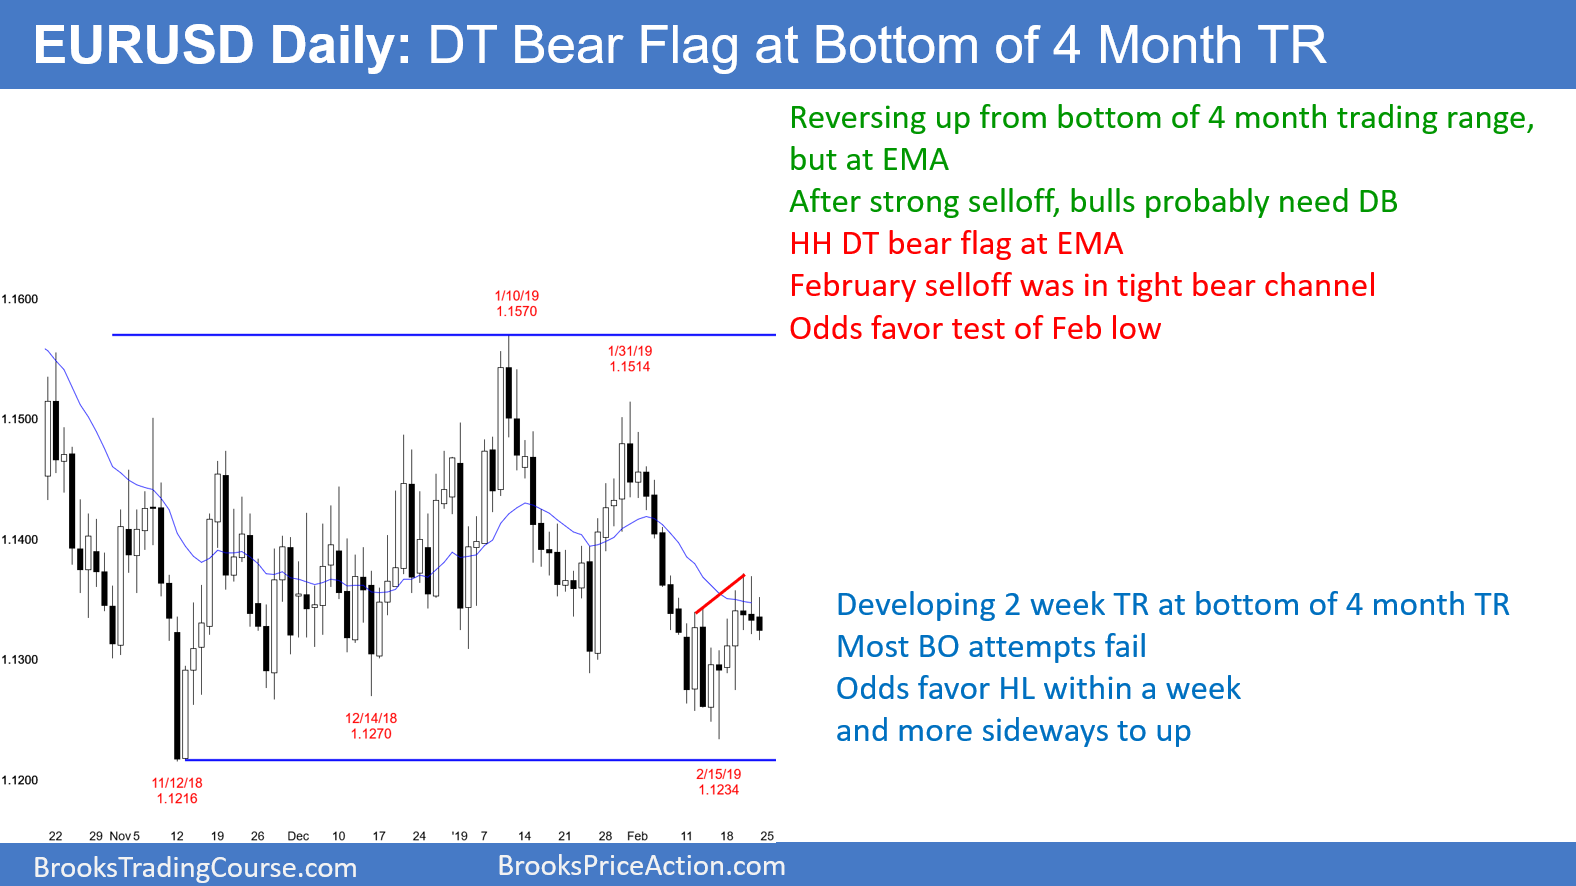 EURUSD Daily: DT Bear Flag at Bottom of 4 Month TR
Reversing up from bottom of 4 month trading range,
but at EMA
After strong selloff, bulls probably need DB
HH DT bear flag at EMA
February selloff was in tight bear channel
Odds favor test of Feb low
1.1600
1/10/19
1.1570
1/31/19
1.1514
1.1500
1.1400
1.1300
1.1200
12/14/18
1.1270
11/12/18
1.1216
2/15/19
1.1234
Developing 2 week TR at bottom of 4 month TR
Most BO attempts fail
Odds favor HL within a week
and more sideways to up
22 29 Nov 5 12 19 26 Dec 10 17 24 '19 7 14 21 28 Feb 11 18 25
BrooksTradingCourse.com BrooksPriceAction.com